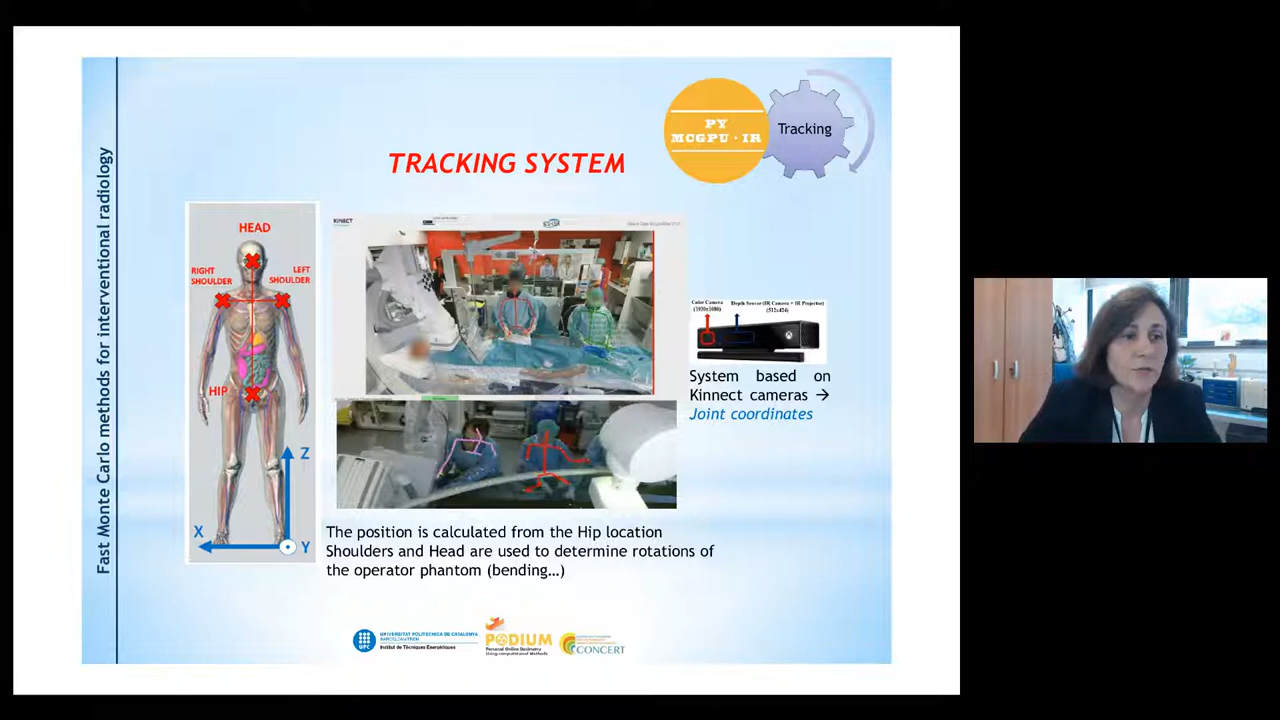 Fast Monte Carlo methods for interventional radiology
PY
MCGPU·IR
Tracking
TRACKING SYSTEM
HEAD
RIGHT
SHOULDER
LEFT
SHOULDER
HIP
Z
X
Y
KINECT
Color Camera
(1920x1080)
Depth Sensor (IR Camera + IR Projector)
(512x424)
System based on
Kinnect cameras →
Joint coordinates
The position is calculated from the Hip location
Shoulders and Head are used to determine rotations of
the operator phantom (bending…)
UPC
UNIVERSITAT POLITÈCNICA DE CATALUNYA
BARCELONATECH
Institut de Tècniques Energètiques
PODIUM
Personal Online Dosimetry
Using computational Methods
CONCERT